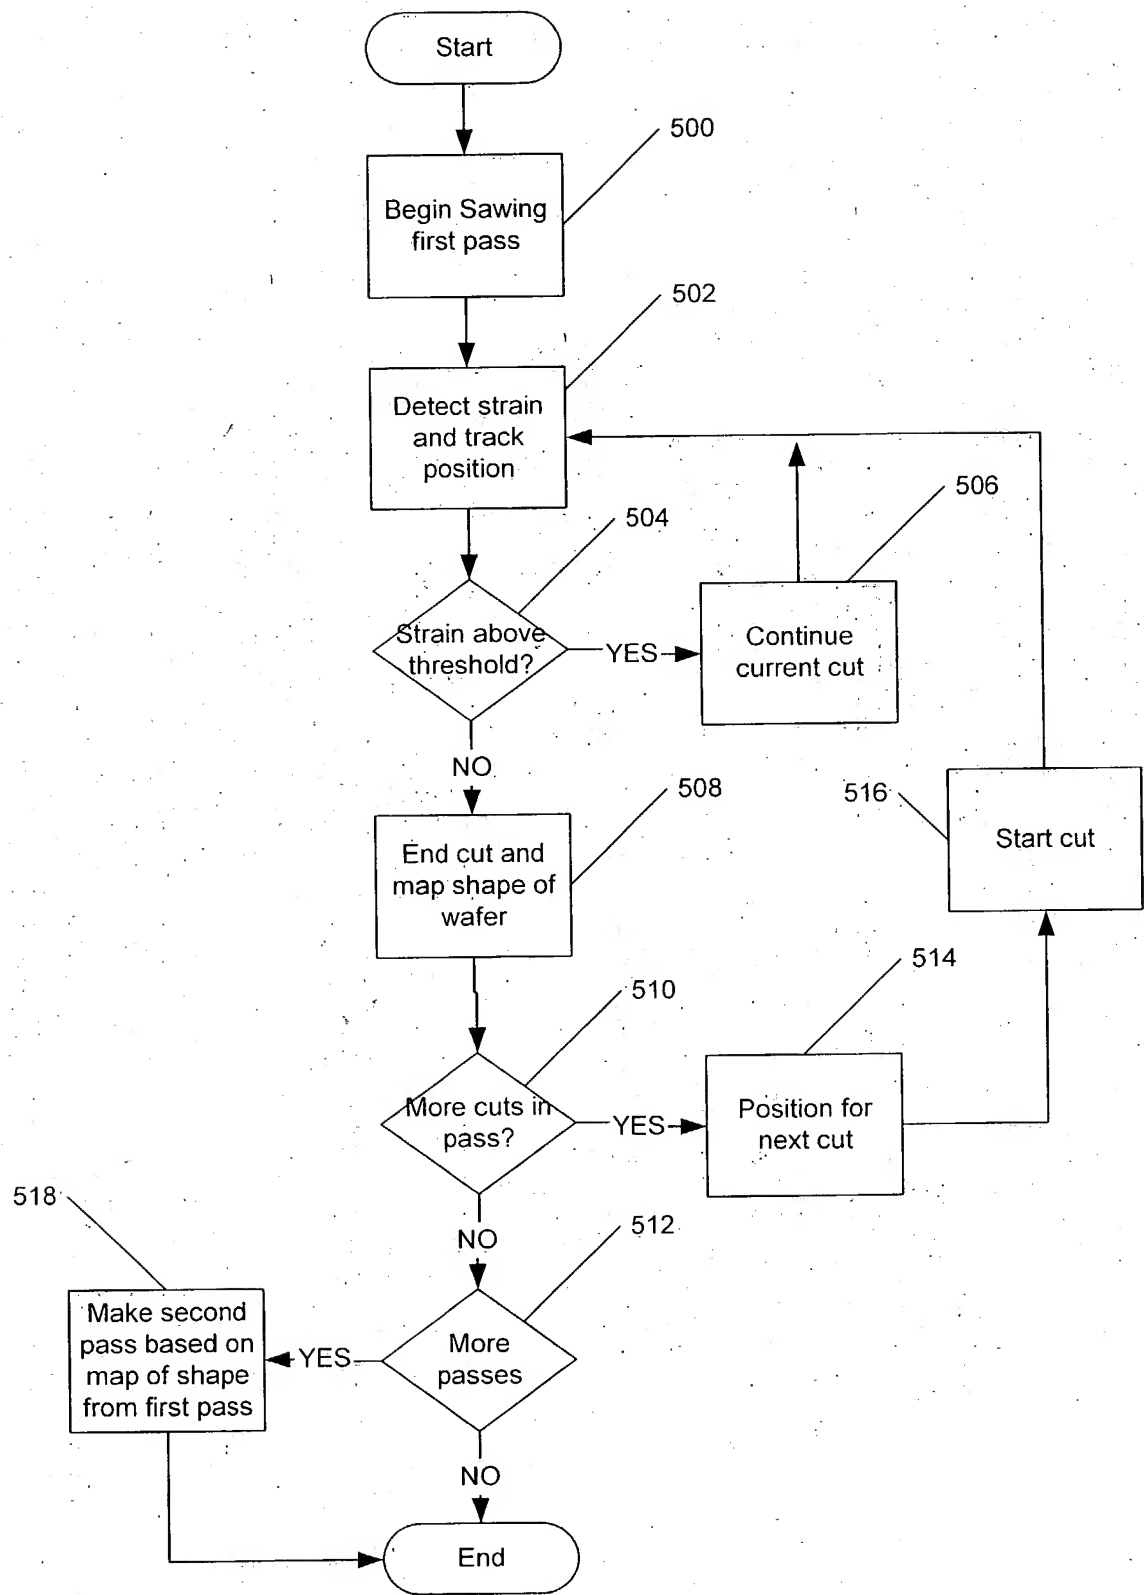 Start
500
Begin Sawing
first pass
502
Detect strain
and track
position
504
506
Strain above
threshold?
YES
Continue
current cut
NO
508
516
Start cut
End cut and
map shape of
wafer
514
510
More cuts in
pass?
YES
Position for
next cut
518
NO
512
Make second
pass based on
map of shape
from first pass
YES
More
passes
NO
End